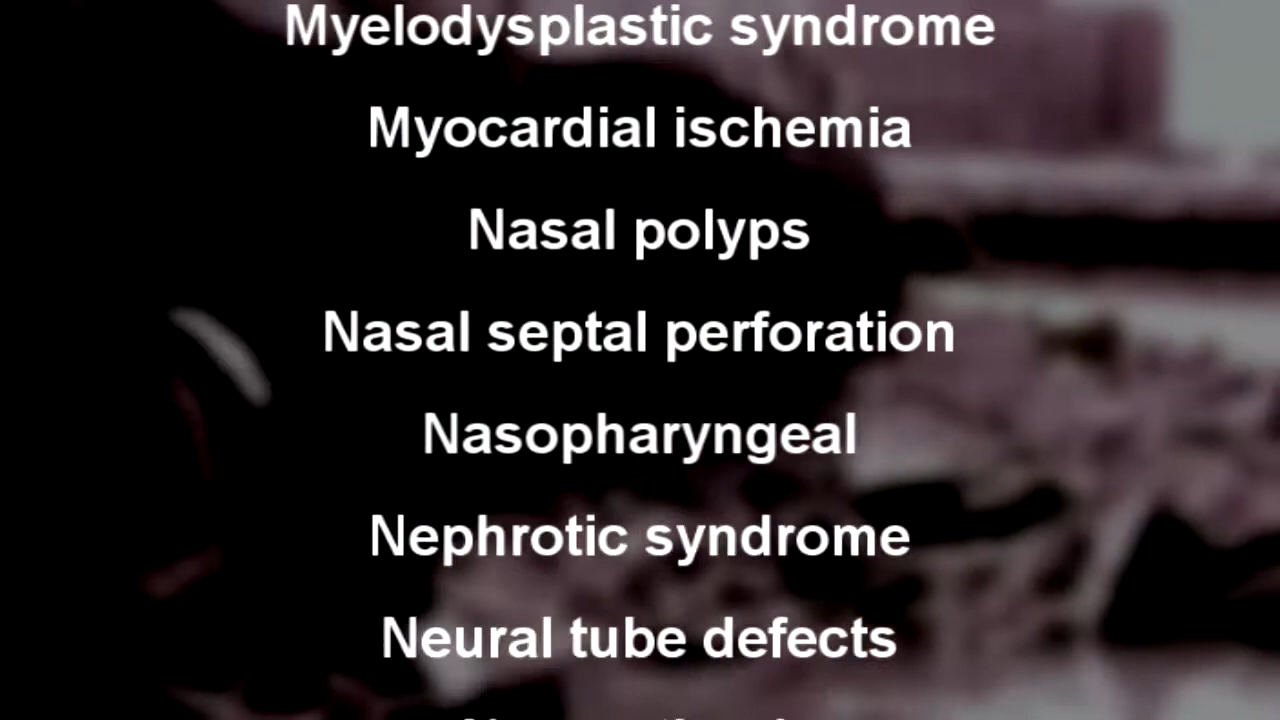 Myelodysplastic syndrome
Myocardial ischemia
Nasal polyps
Nasal septal perforation
Nasopharyngeal
Nephrotic syndrome
Neural tube defects